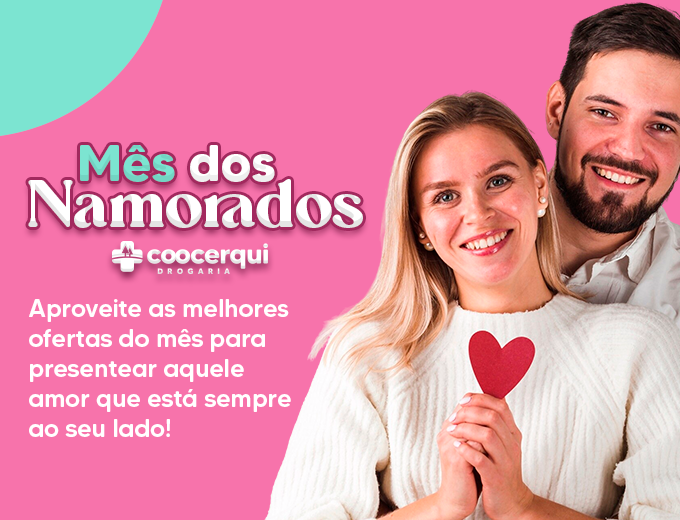 Mês dos
Namorados
coocerqui
DROGARIA
Aproveite as melhores
ofertas do mês para
presentear aquele
amor que está sempre
ao seu lado!